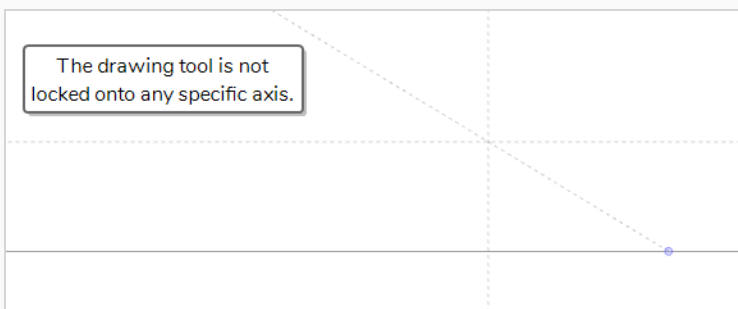 The drawing tool is not
locked onto any specific axis.